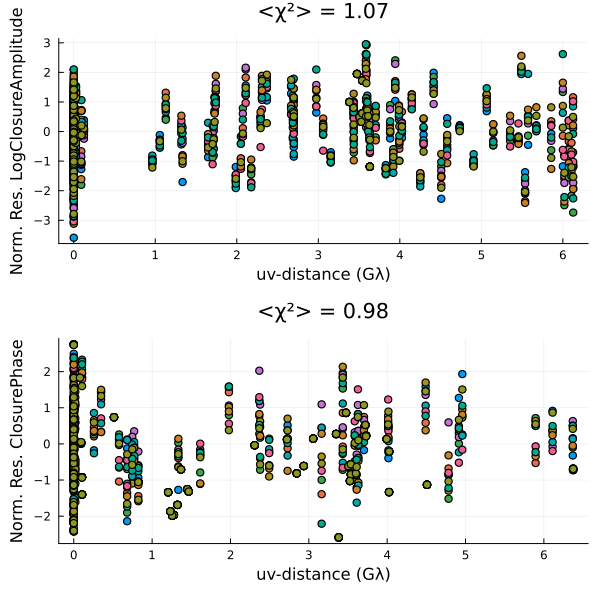 <χ²> = 1.07
Norm. Res. LogClosureAmplitude
3
2
1
0
−1
−2
−3
0 1 2 3 4 5 6
uv-distance (Gλ)
<χ²> = 0.98
Norm. Res. ClosurePhase
2
1
0
−1
−2
0 1 2 3 4 5 6
uv-distance (Gλ)